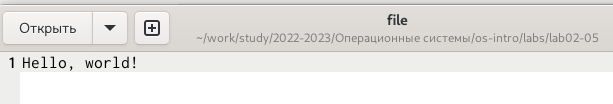 Открыть
file
~/work/study/2022-2023/Операционные системы/os-intro/labs/lab02-05
1 Hello, world!